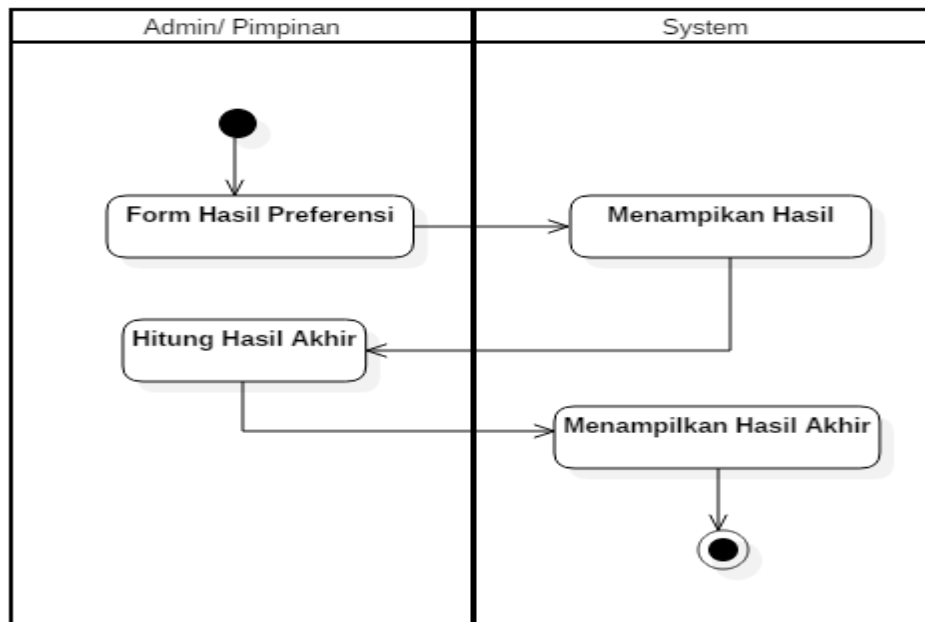 Admin/ Pimpinan
System
Form Hasil Preferensi
Menampikan Hasil
Hitung Hasil Akhir
Menampilkan Hasil Akhir